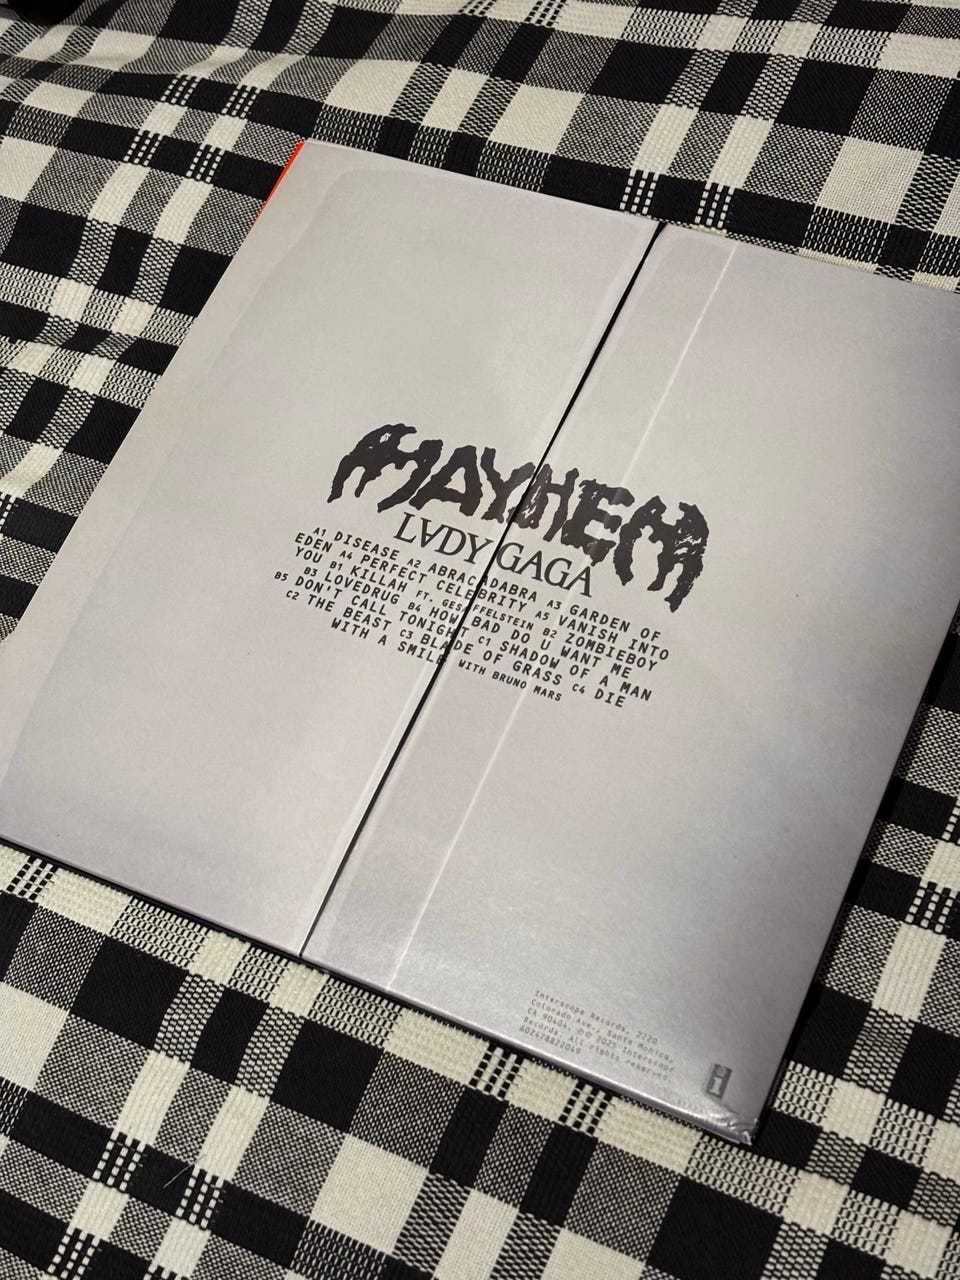 MAYHEM
L∀DY GAGA
A1 DISEASE A2 ABRACADABRA A3 GARDEN OF
EDEN A4 PERFECT CELEBRITY A5 VANISH INTO
YOU B1 KILLAH FT. GESAFFELSTEIN B2 ZOMBIEBOY
B3 LOVEDRUG B4 HOW BAD DO U WANT ME
B5 DON'T CALL TONIGHT C1 SHADOW OF A MAN
C2 THE BEAST C3 BLADE OF GRASS C4 DIE
WITH A SMILE WITH BRUNO MARS
Interscope Records, 2220
Colorado Ave., Santa Monica,
CA 90404. ℗© 2025 Interscope
Records. All rights reserved.
602478822049
i